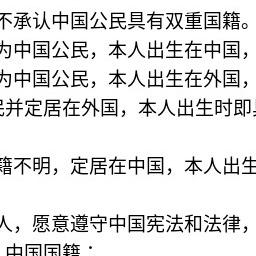 不承认中国公民具有双重国籍。
为中国公民，本人出生在中国，
为中国公民，本人出生在外国，
民并定居在外国，本人出生时即
籍不明，定居在中国，本人出生
人，愿意遵守中国宪法和法律，
中国国籍：